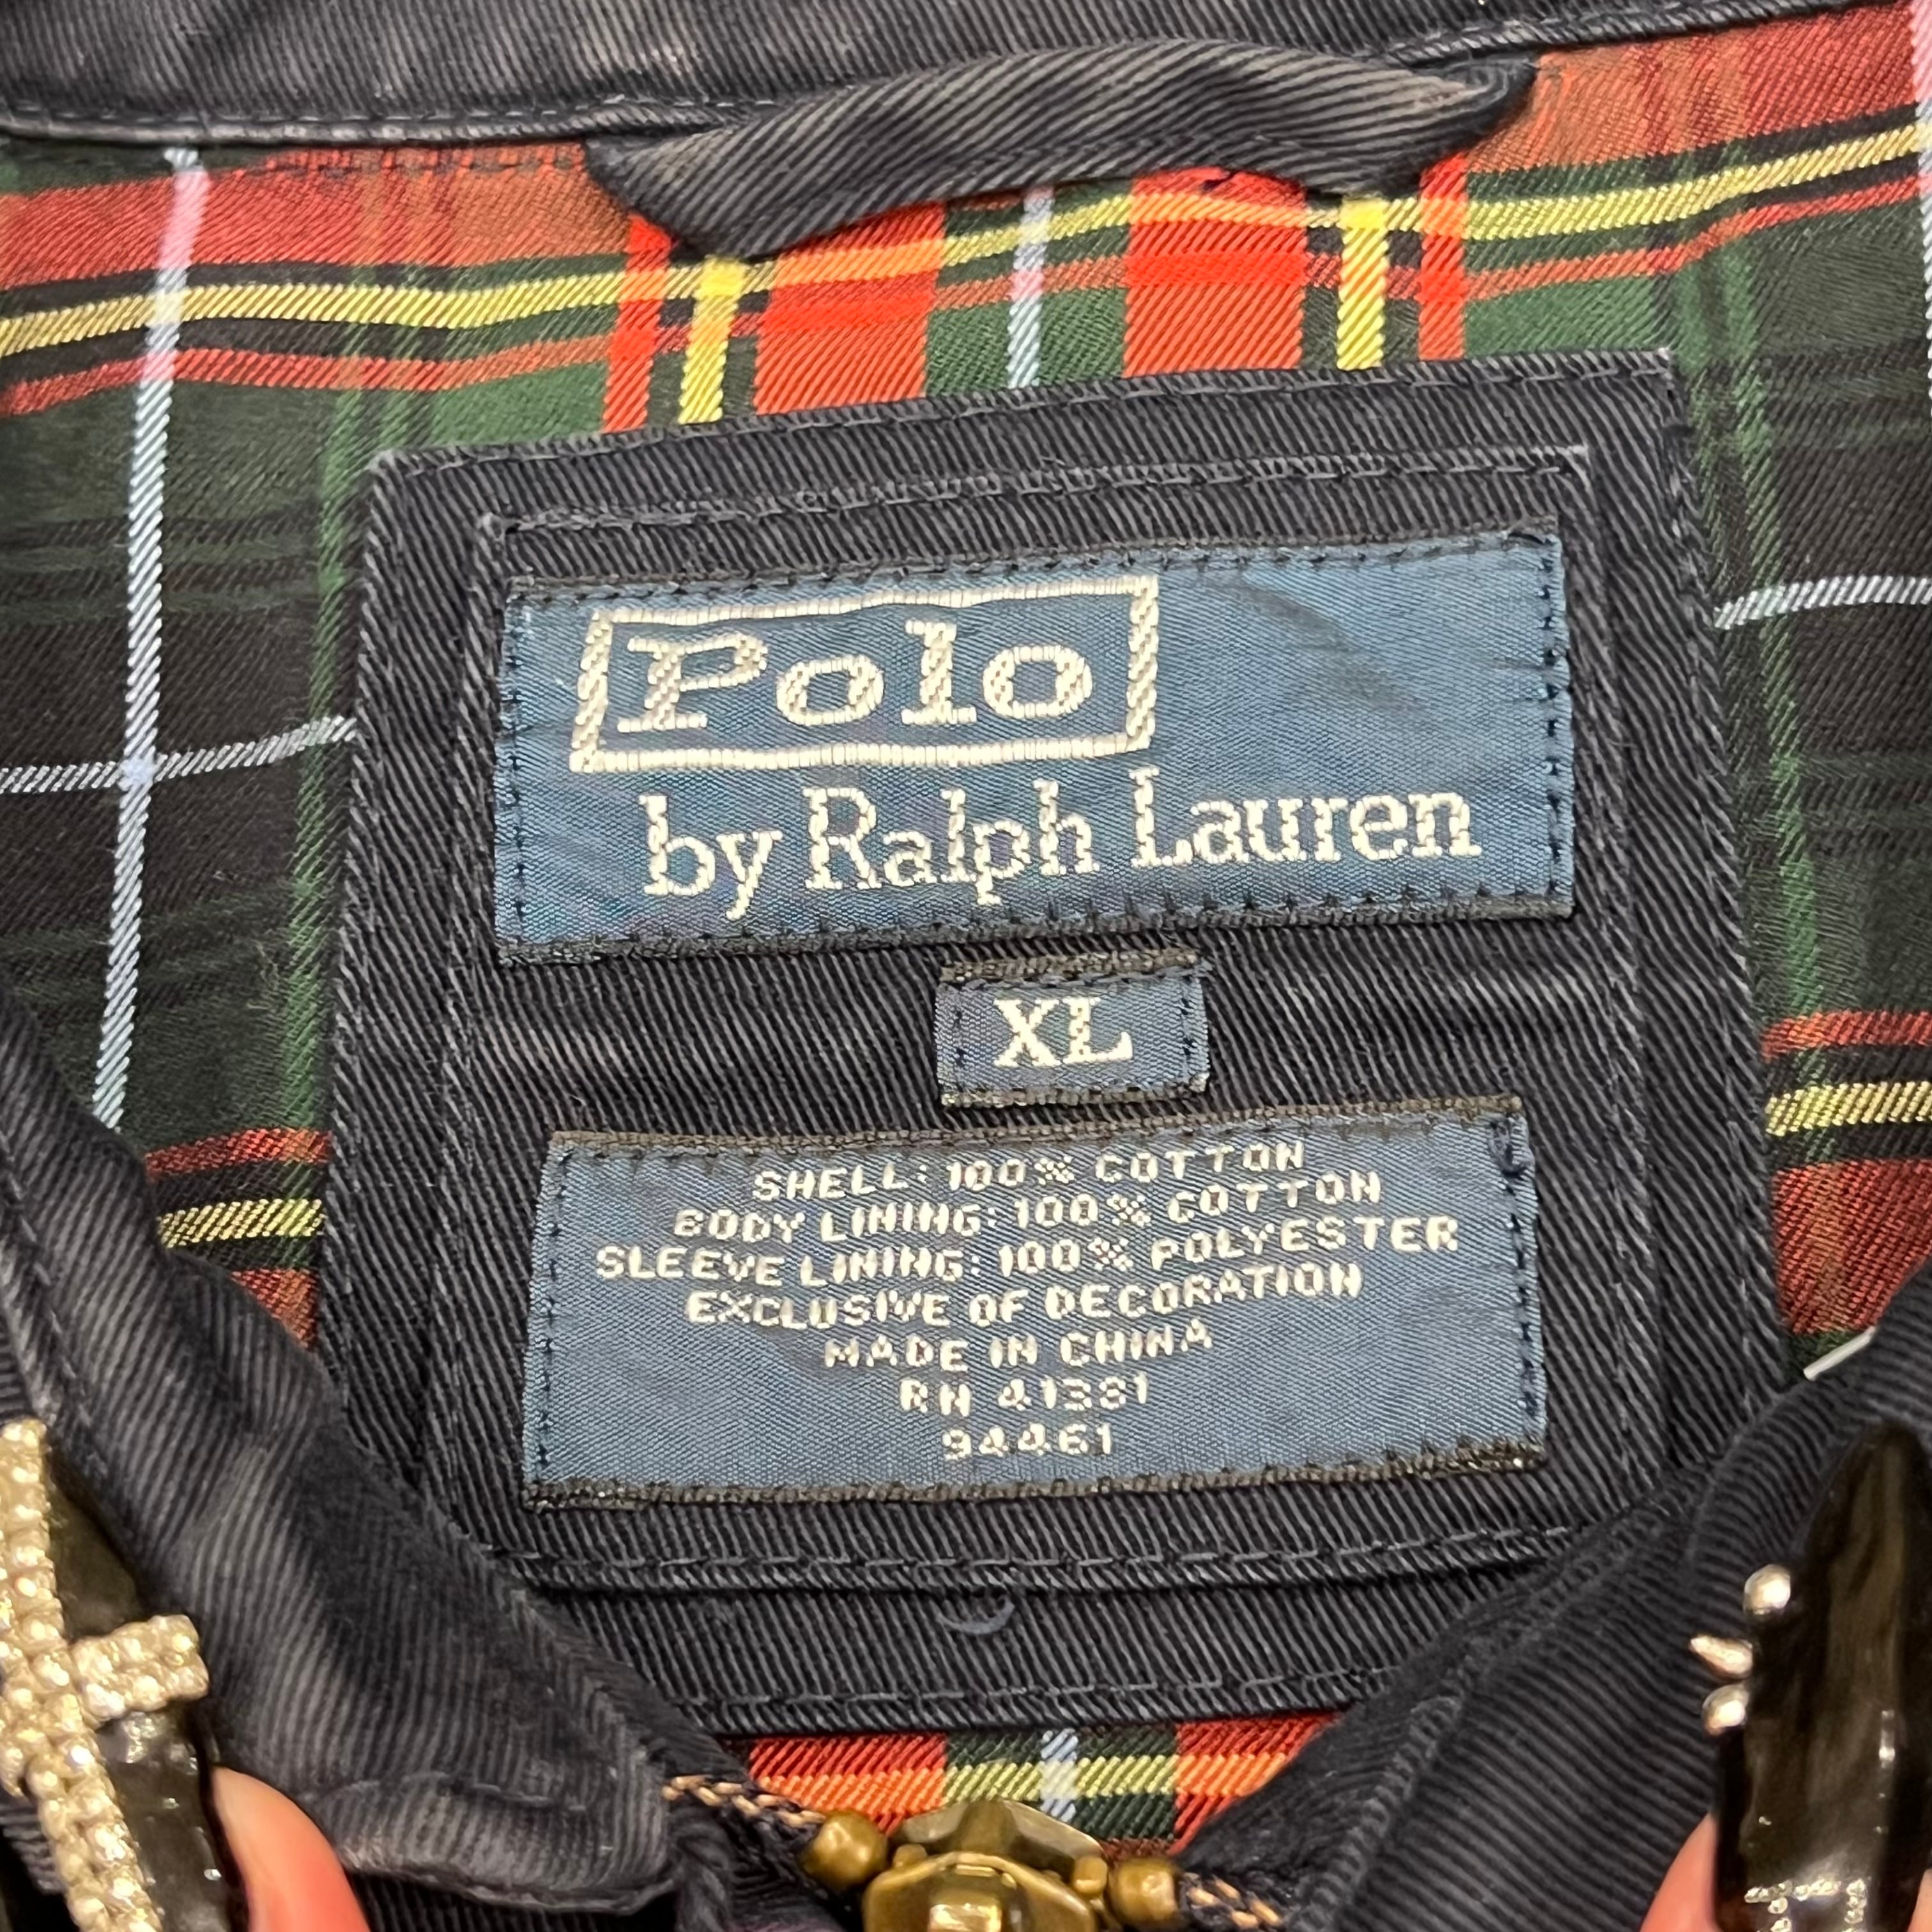 Polo
by Ralph Lauren
XL
SHELL: 100% COTTON
BODY LINING: 100% COTTON
SLEEVE LINING: 100% POLYESTER
EXCLUSIVE OF DECORATION
MADE IN CHINA
RN 41381
94461